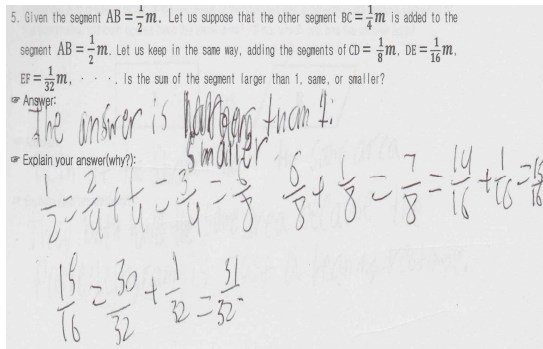 5. Given the segment AB = 1/2 m. Let us suppose that the other segment BC = 1/4 m is added to the
segment AB = 1/2 m. Let us keep in the same way, adding the segments of CD = 1/8 m, DE = 1/16 m,
EF = 1/32 m, · · · · . Is the sum of the segment larger than 1, same, or smaller?
☞ Answer:
The answer is than 1.
smaller
☞ Explain your answer(why?):
1/2 = 2/4 + 1/4 = 3/4 = 6/8 6/8 + 1/8 = 7/8 = 14/16 + 1/16 = 15/16
15/16 = 30/32 + 1/32 = 31/32